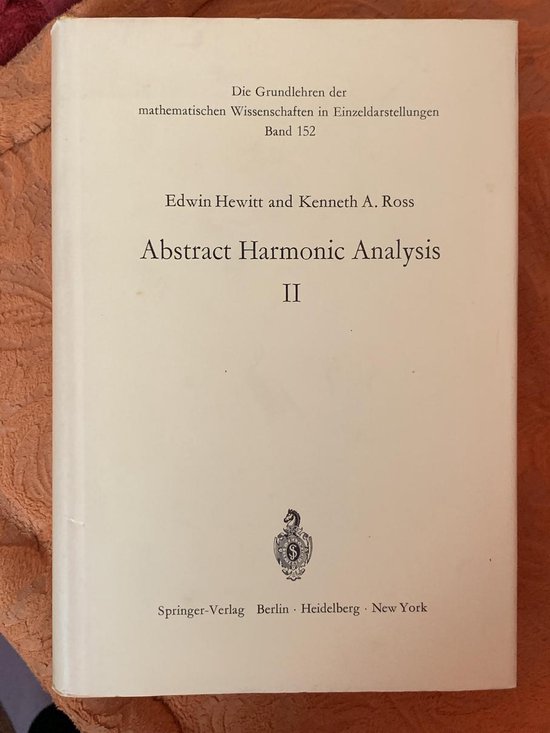 Die Grundlehren der
mathematischen Wissenschaften in Einzeldarstellungen
Band 152
Edwin Hewitt and Kenneth A. Ross
Abstract Harmonic Analysis
II
Springer-Verlag Berlin · Heidelberg · New York